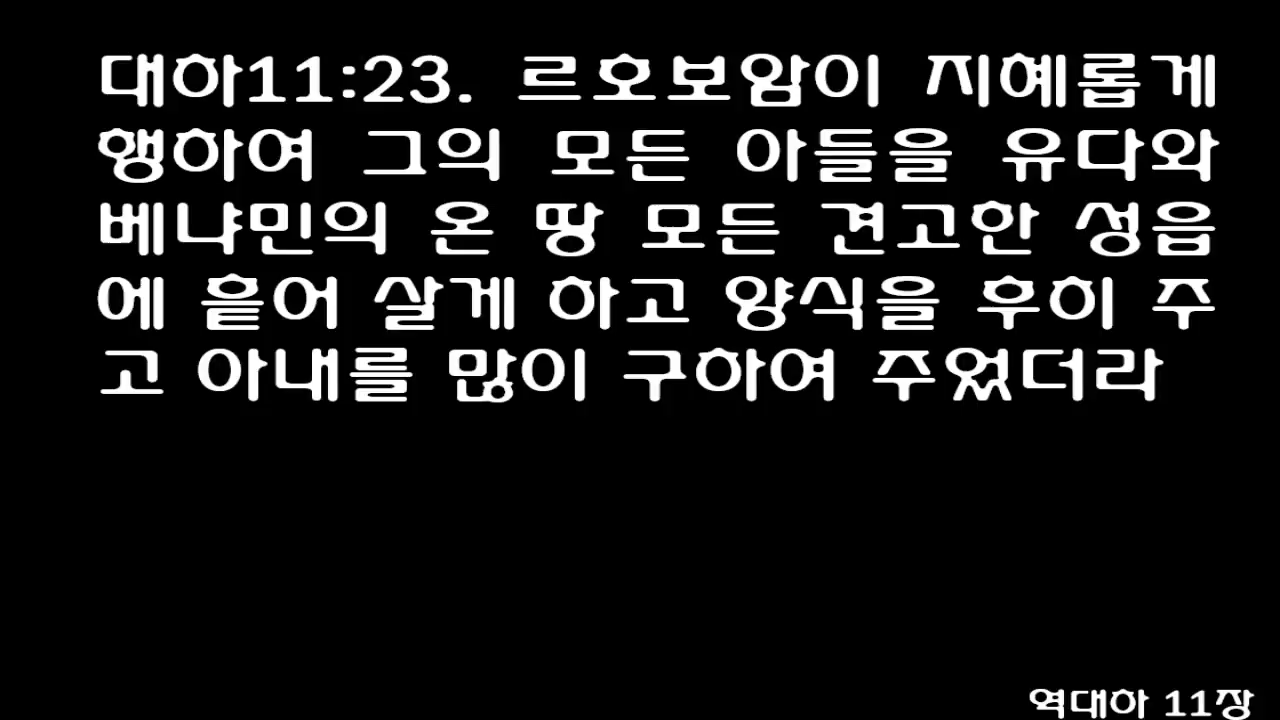 대하11:23. 르호보암이 지혜롭게
행하여 그의 모든 아들을 유다와
베냐민의 온 땅 모든 견고한 성읍
에 흩어 살게 하고 양식을 후히 주
고 아내를 많이 구하여 주었더라
역대하 11장